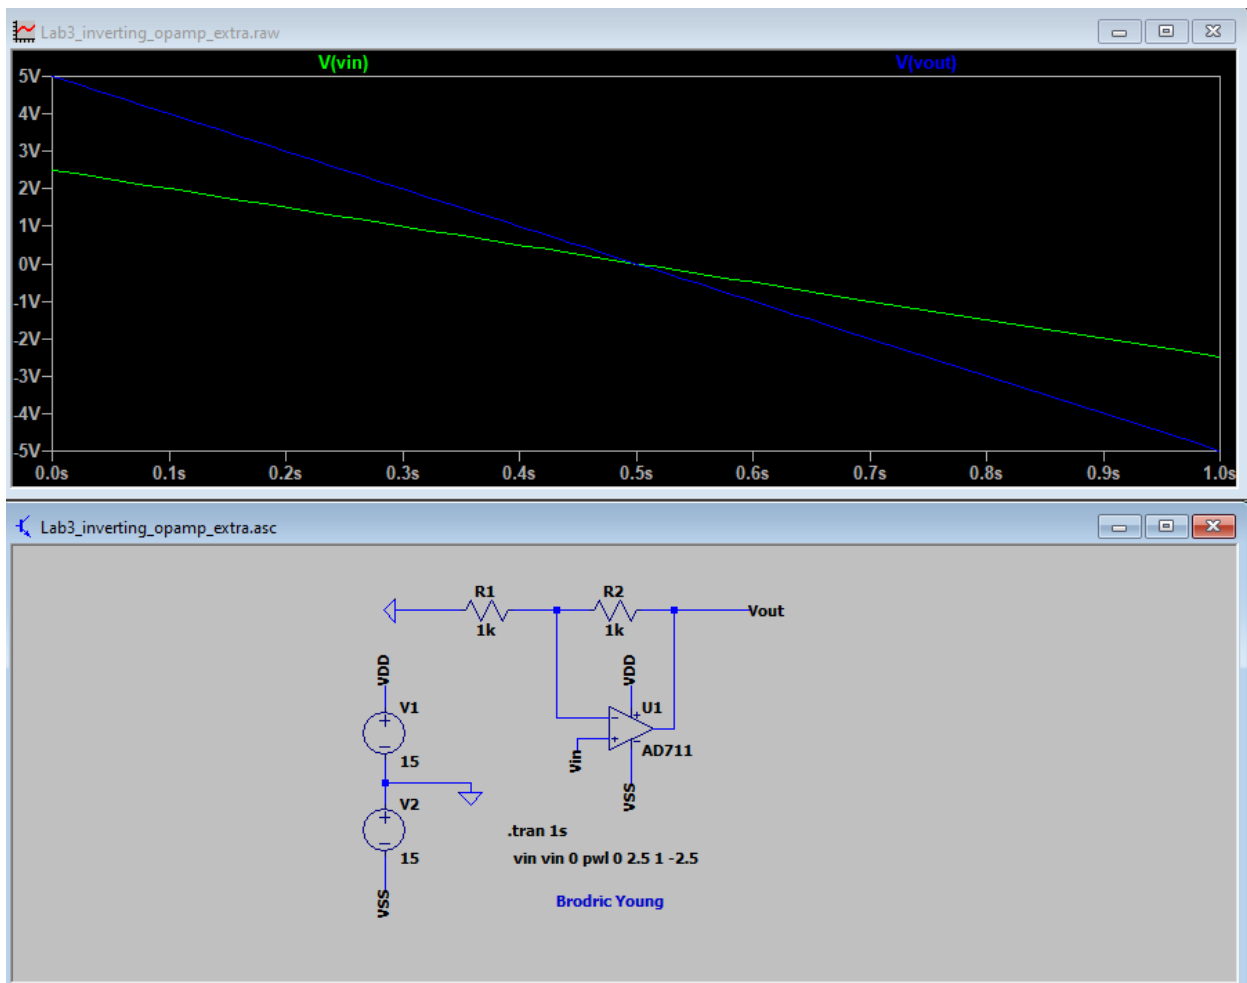 Lab3_inverting_opamp_extra.raw
V(vin) V(vout)
5V
4V
3V
2V
1V
0V
-1V
-2V
-3V
-4V
-5V
0.0s 0.1s 0.2s 0.3s 0.4s 0.5s 0.6s 0.7s 0.8s 0.9s 1.0s
Lab3_inverting_opamp_extra.asc
R1 R2
1k 1k
Vout
VDD VDD
V1 U1
15 AD711
Vin
V2 VSS
15
.tran 1s
vin vin 0 pwl 0 2.5 1 -2.5
VSS
Brodric Young